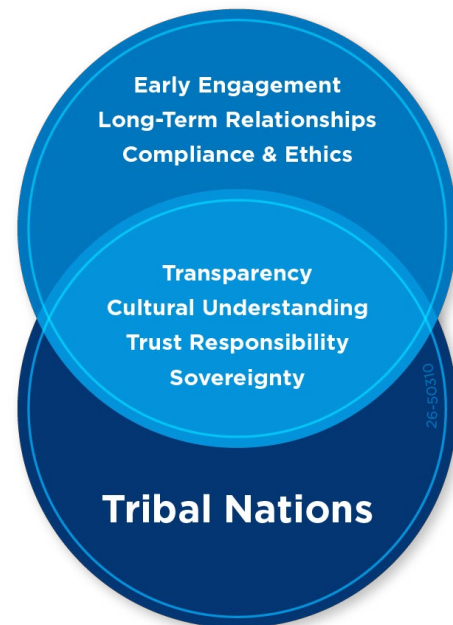 Early Engagement
Long-Term Relationships
Compliance & Ethics
Transparency
Cultural Understanding
Trust Responsibility
Sovereignty
26-50310
Tribal Nations